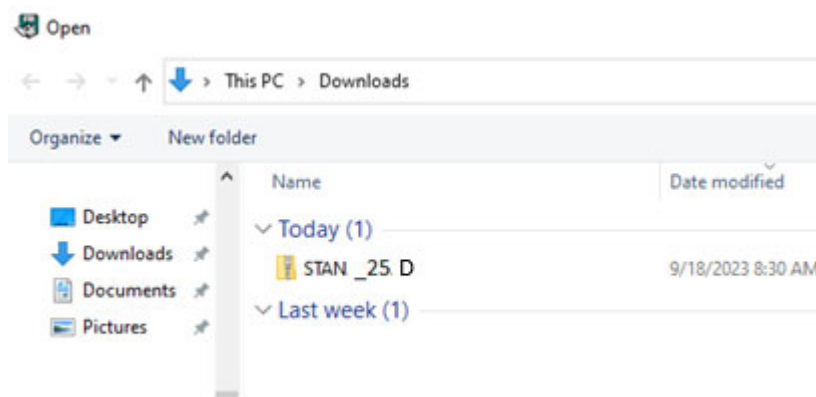 Open
This PC > Downloads
Organize New folder
Name Date modified
Desktop
Today (1)
Downloads
STAN _25. D 9/18/2023 8:30 AM
Documents
Last week (1)
Pictures